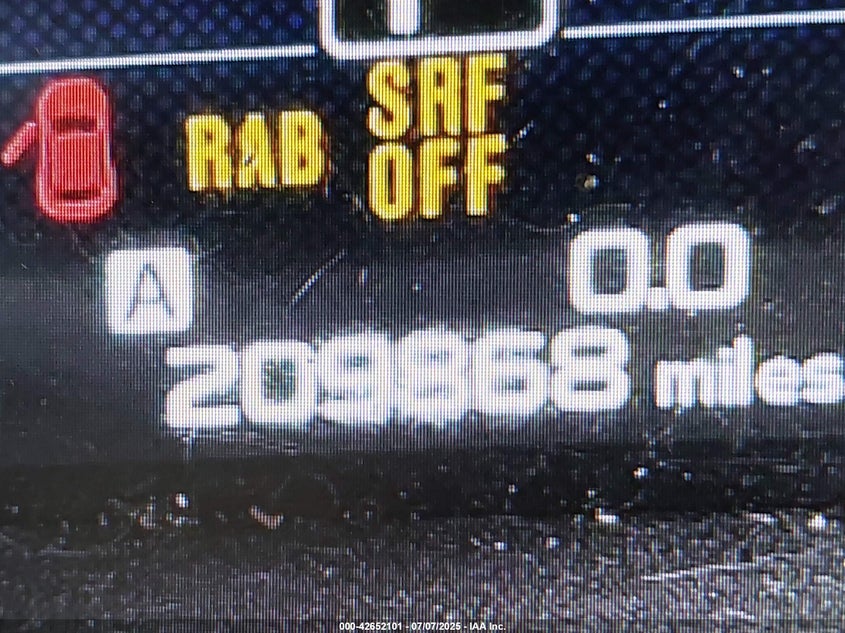 RAB SRF
OFF
A 0.0
209868 miles
000-42652101 - 07/07/2025 - IAA Inc.